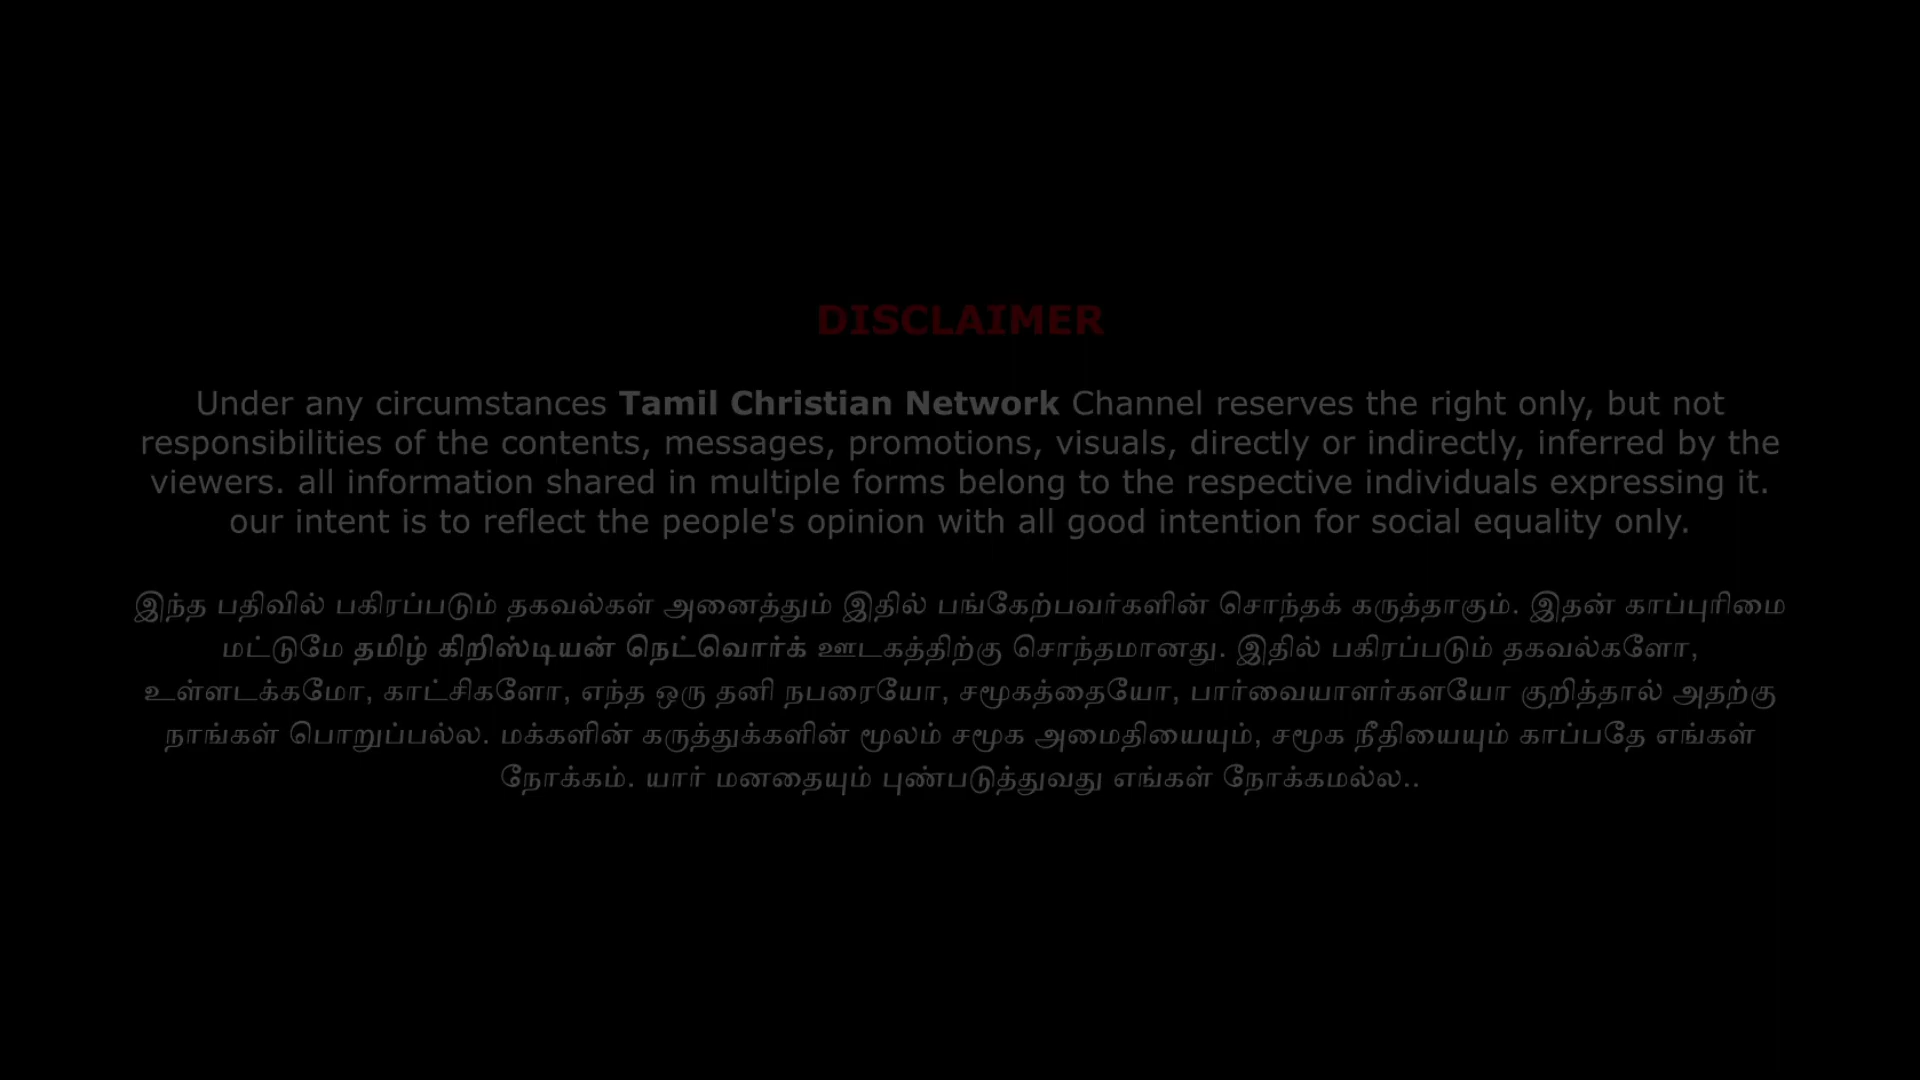 DISCLAIMER
Under any circumstances Tamil Christian Network Channel reserves the right only, but not
responsibilities of the contents, messages, promotions, visuals, directly or indirectly, inferred by the
viewers. all information shared in multiple forms belong to the respective individuals expressing it.
our intent is to reflect the people's opinion with all good intention for social equality only.
இந்த பதிவில் பகிரப்படும் தகவல்கள் அனைத்தும் இதில் பங்கேற்பவர்களின் சொந்தக் கருத்தாகும். இதன் காப்புரிமை
மட்டுமே தமிழ் கிறிஸ்டியன் நெட்வொர்க் ஊடகத்திற்கு சொந்தமானது. இதில் பகிரப்படும் தகவல்களோ,
உள்ளடக்கமோ, காட்சிகளோ, எந்த ஒரு தனி நபரையோ, சமூகத்தையோ, பார்வையாளர்களயோ குறித்தால் அதற்கு
நாங்கள் பொறுப்பல்ல. மக்களின் கருத்துக்களின் மூலம் சமூக அமைதியையும், சமூக நீதியையும் காப்பதே எங்கள்
நோக்கம். யார் மனதையும் புண்படுத்துவது எங்கள் நோக்கமல்ல..